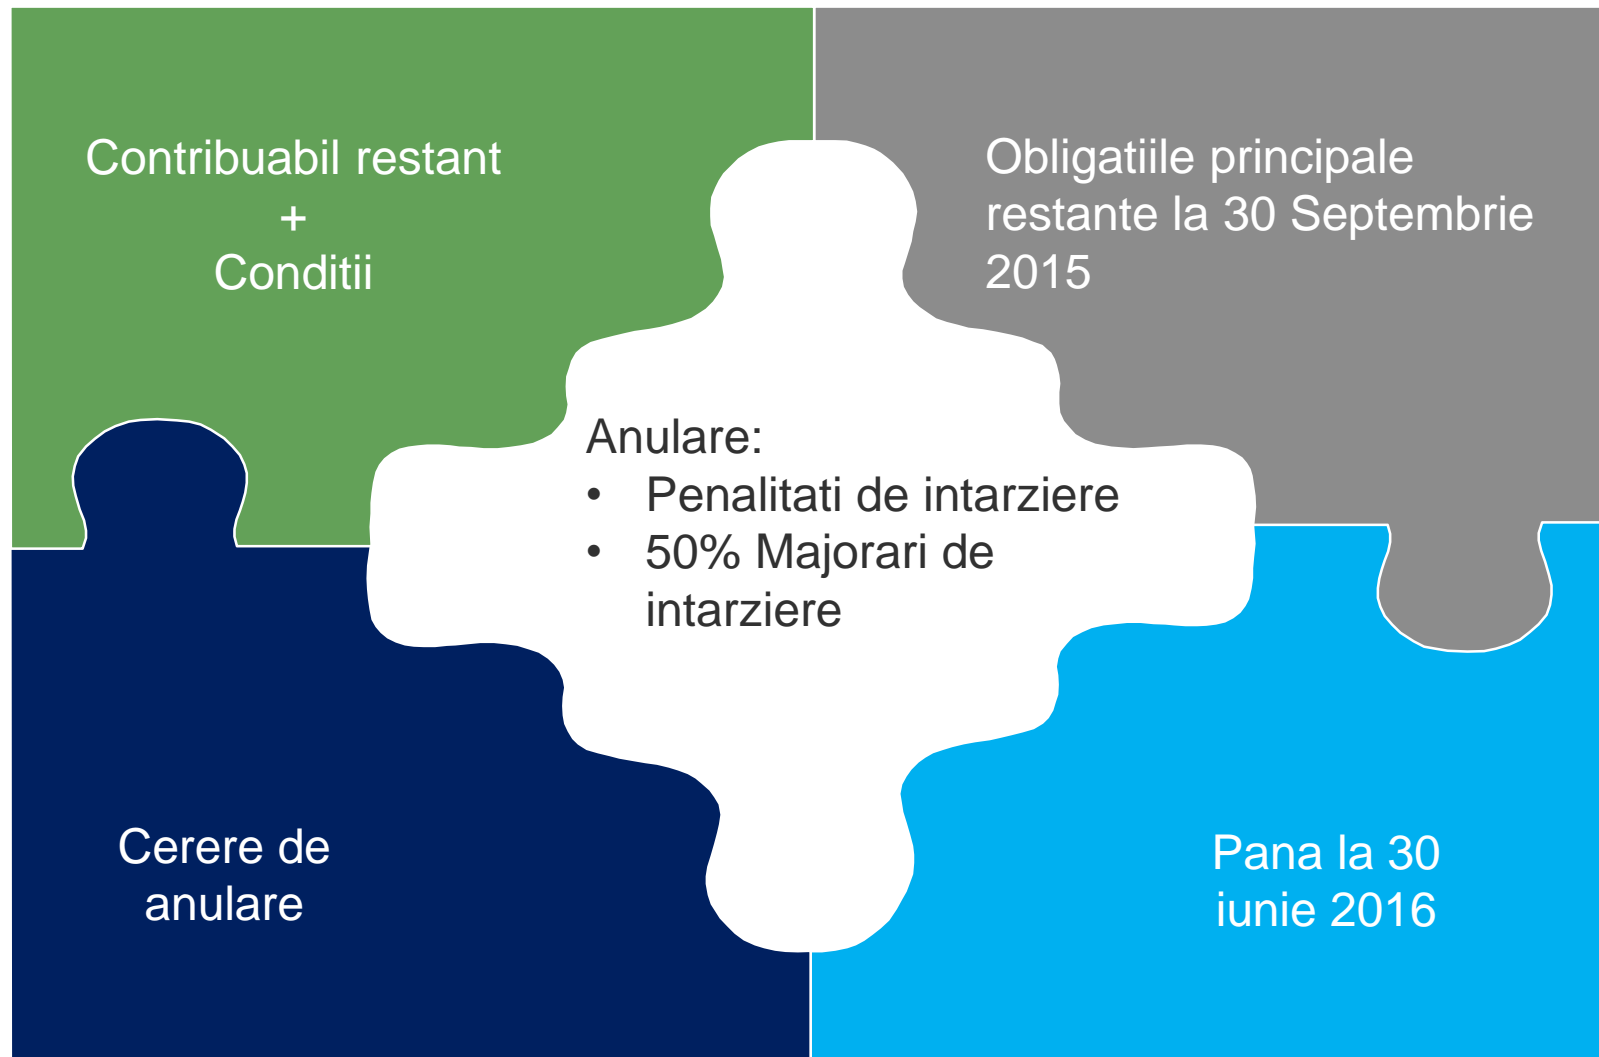 Contribuabil restant
+
Conditii
Obligatiile principale
restante la 30 Septembrie
2015
Anulare:
• Penalitati de intarziere
• 50% Majorari de
intarziere
Cerere de
anulare
Pana la 30
iunie 2016